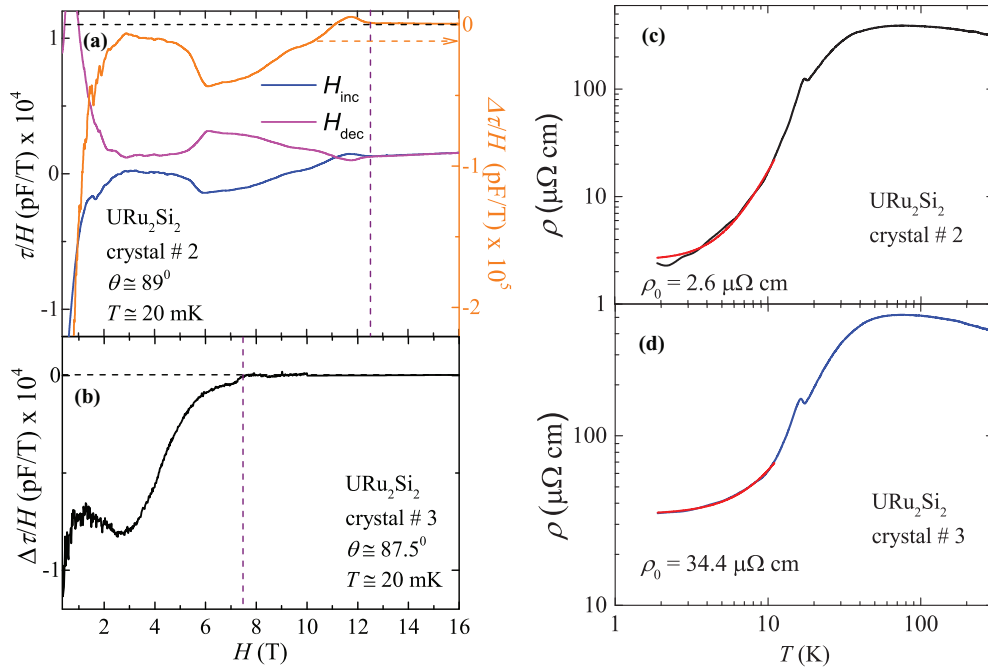 (a)
τ/H (pF/T) x 10⁴
1
0
-1
H_inc
H_dec
URu₂Si₂
crystal # 2
θ ≅ 89⁰
T ≅ 20 mK
0
-1
-2
Δτ/H (pF/T) x 10⁵
(b)
Δτ/H (pF/T) x 10⁴
0
-1
URu₂Si₂
crystal # 3
θ ≅ 87.5⁰
T ≅ 20 mK
2 4 6 8 10 12 14 16
H (T)
(c)
ρ (μΩ cm)
100
10
1
URu₂Si₂
crystal # 2
ρ₀ = 2.6 μΩ cm
(d)
ρ (μΩ cm)
100
10
URu₂Si₂
crystal # 3
ρ₀ = 34.4 μΩ cm
1 10 100
T (K)